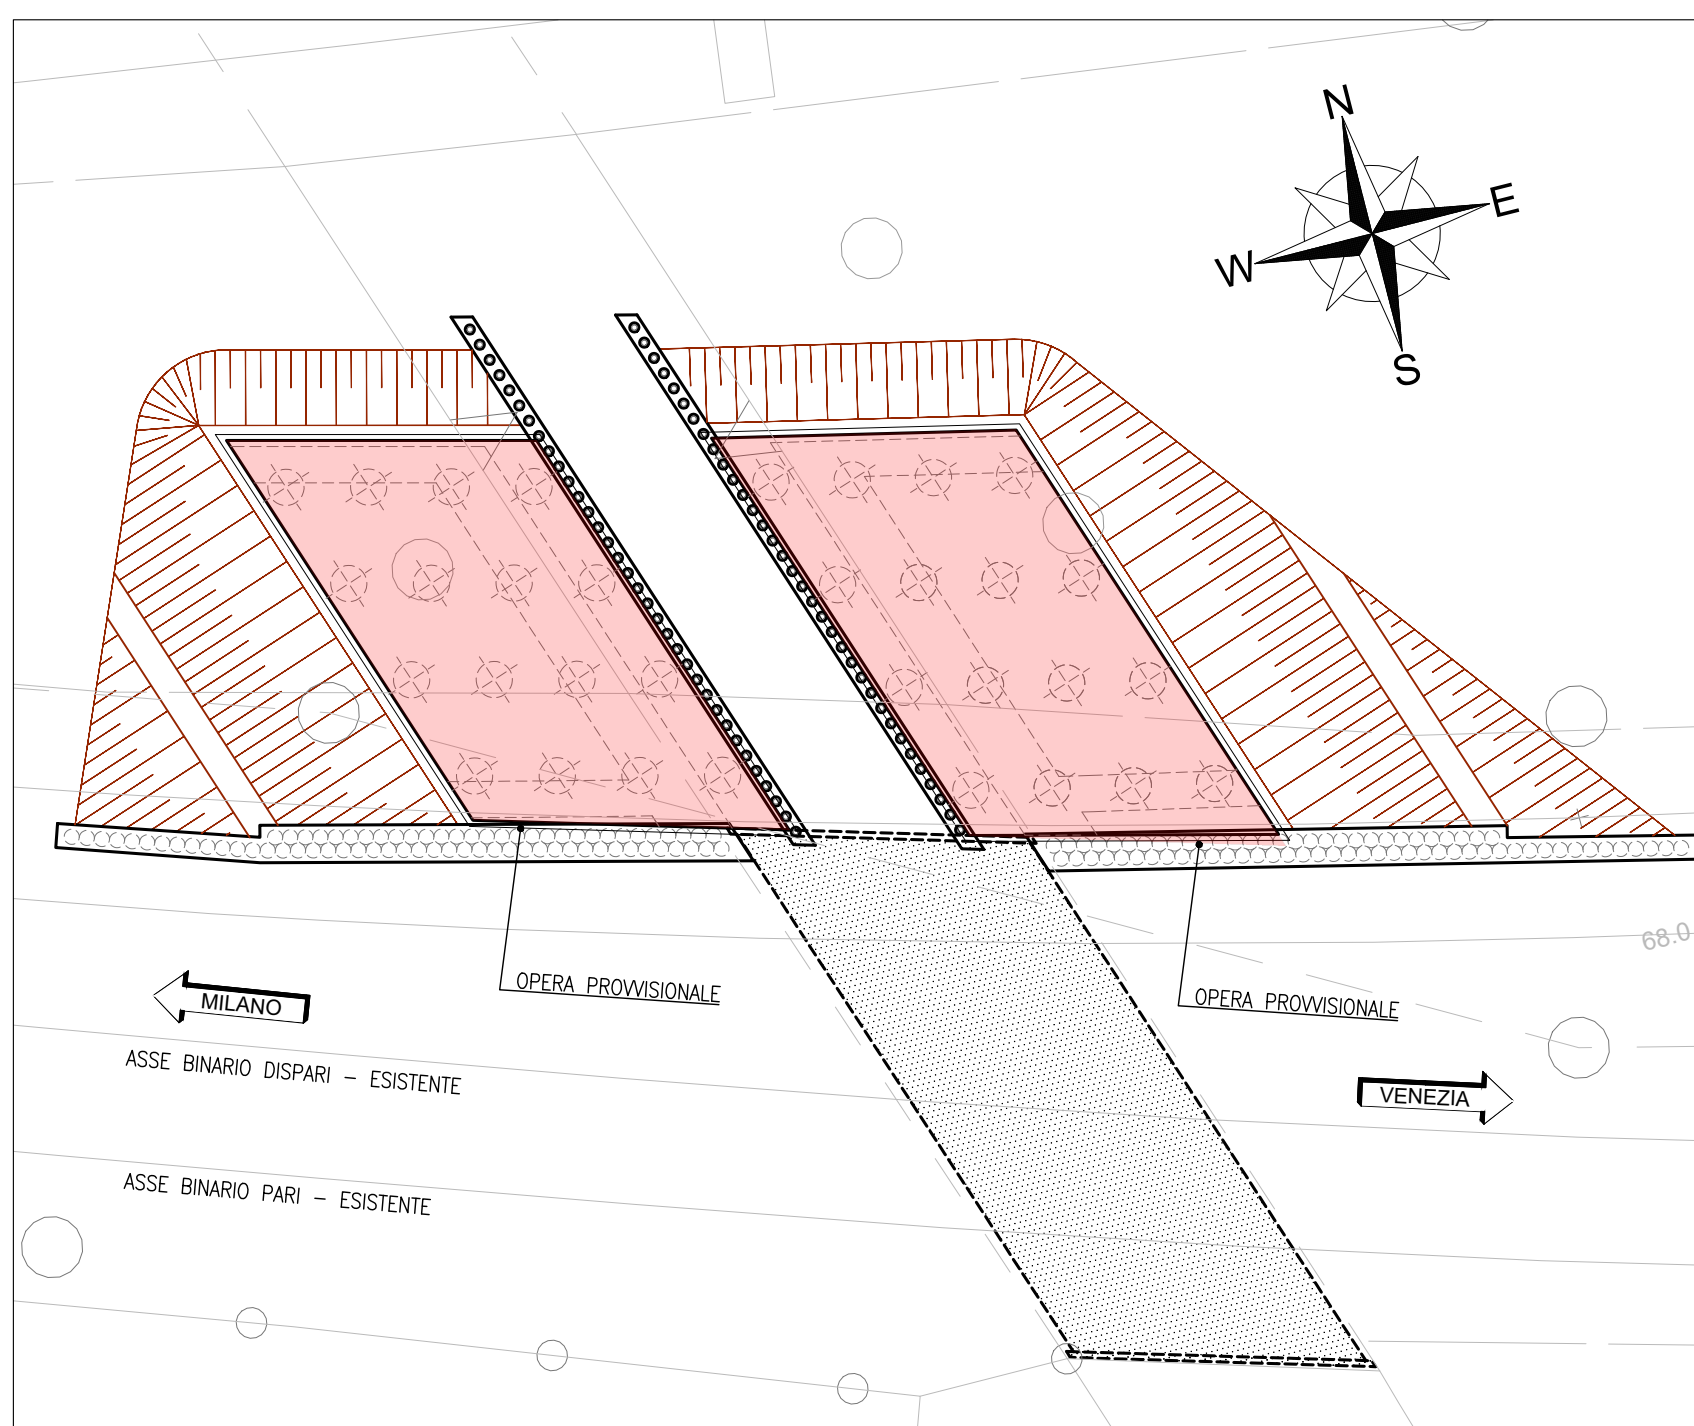 N
E
W
S
68.0
OPERA PROVVISIONALE
OPERA PROVVISIONALE
MILANO
ASSE BINARIO DISPARI – ESISTENTE
VENEZIA
ASSE BINARIO PARI – ESISTENTE